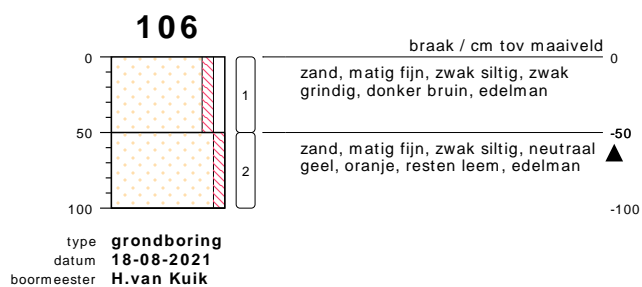 106
braak / cm tov maaiveld
0
0
zand, matig fijn, zwak siltig, zwak
grindig, donker bruin, edelman
1
50
-50
zand, matig fijn, zwak siltig, neutraal
geel, oranje, resten leem, edelman
2
100
-100
type grondboring
datum 18-08-2021
boormeester H.van Kuik